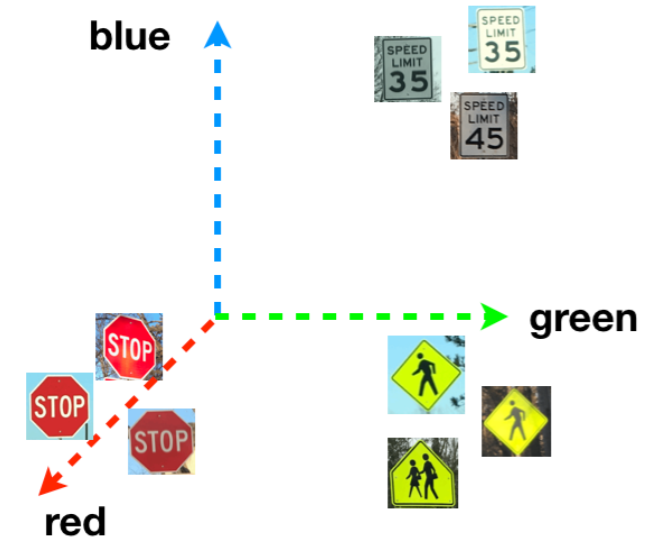 blue
SPEED
LIMIT
35
SPEED
LIMIT
35
SPEED
LIMIT
45
green
STOP
STOP
STOP
red